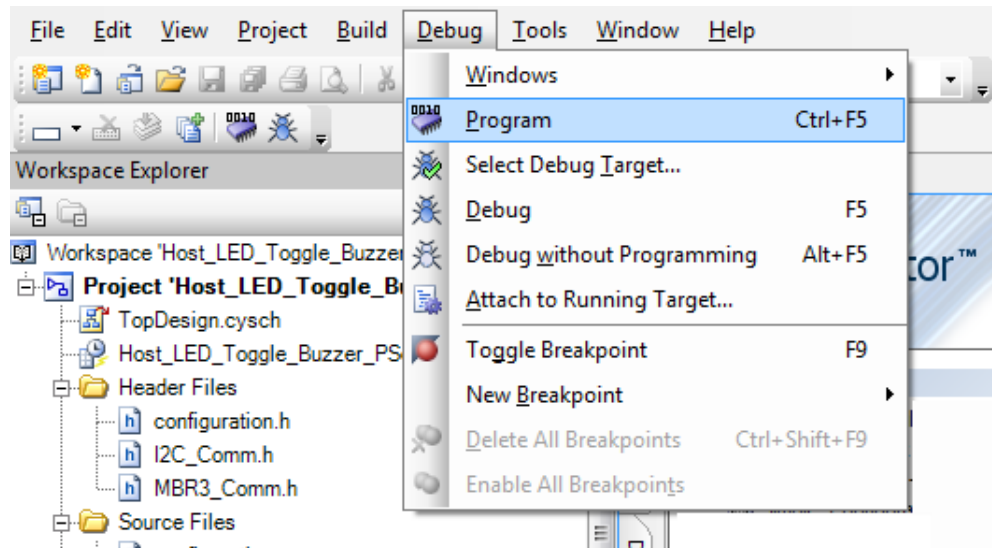 File Edit View Project Build Debug Tools Window Help
Windows
Program Ctrl+F5
Workspace Explorer
Select Debug Target...
Debug F5
Workspace 'Host_LED_Toggle_Buzzer
Debug without Programming Alt+F5
tor™
Project 'Host_LED_Toggle_B
Attach to Running Target...
TopDesign.cysch
Host_LED_Toggle_Buzzer_PS
Toggle Breakpoint F9
Header Files
New Breakpoint
configuration.h
I2C_Comm.h
Delete All Breakpoints Ctrl+Shift+F9
MBR3_Comm.h
Enable All Breakpoints
Source Files